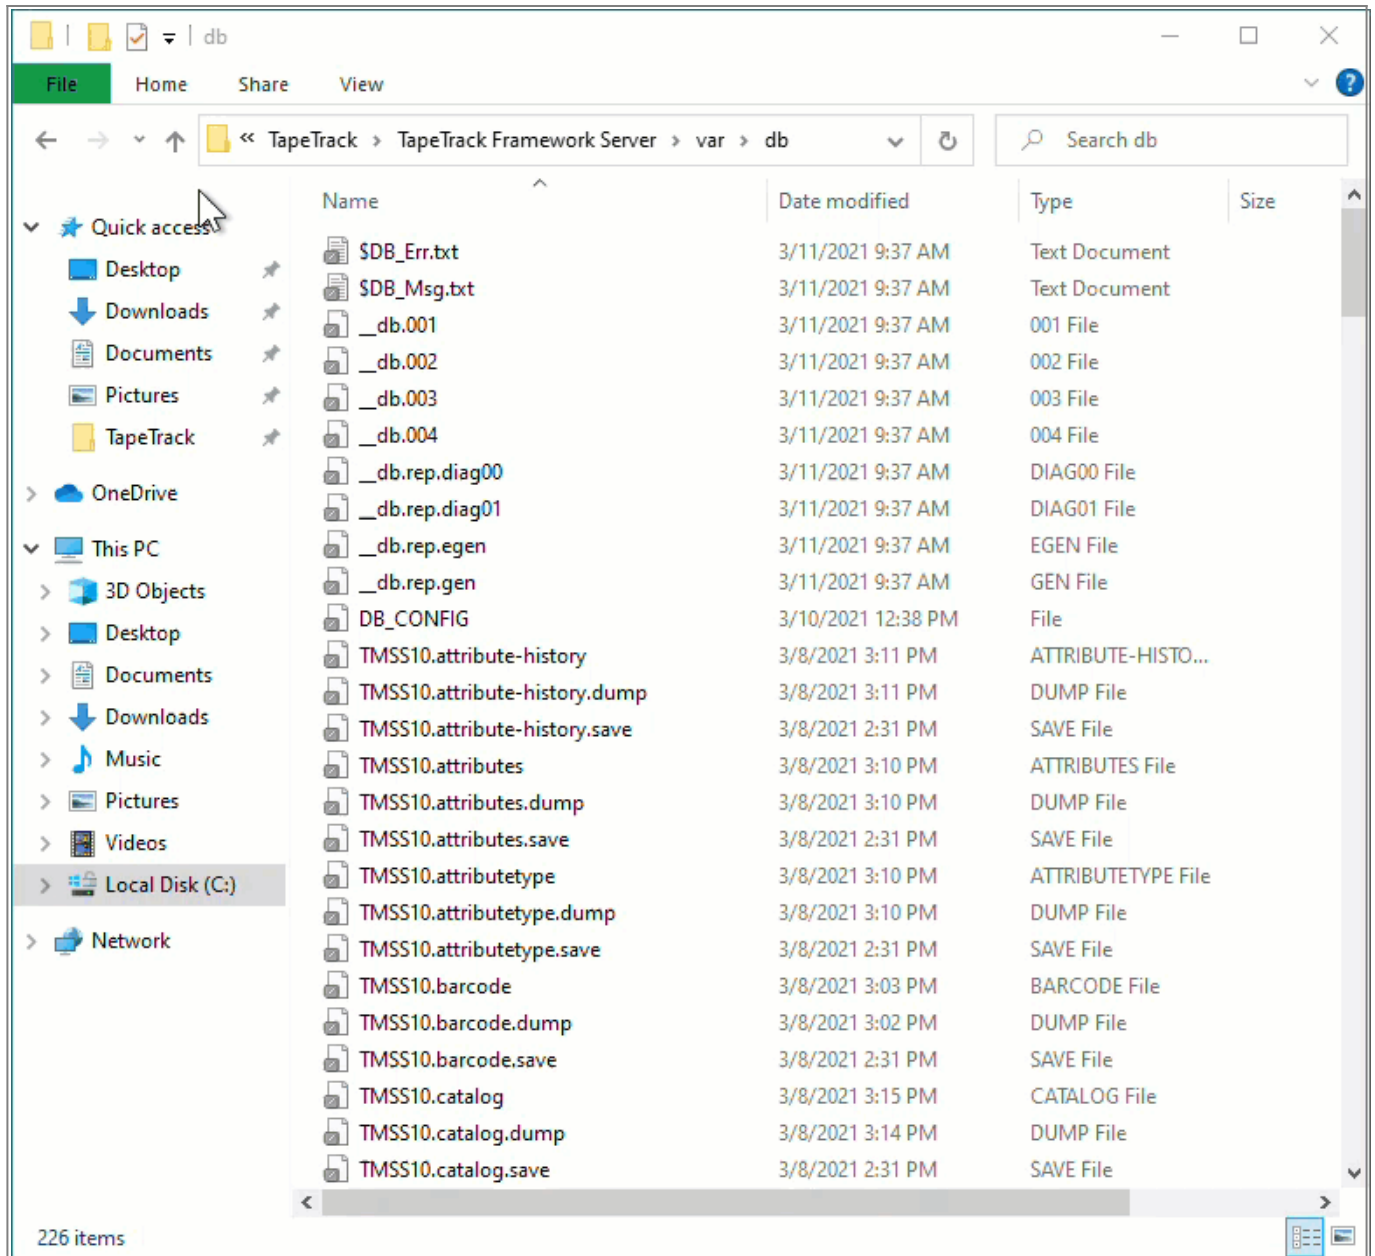 db
File Home Share View ?
« TapeTrack > TapeTrack Framework Server > var > db Search db
Name Date modified Type Size
Quick access
Desktop
Downloads
Documents
Pictures
TapeTrack
OneDrive
This PC
3D Objects
Desktop
Documents
Downloads
Music
Pictures
Videos
Local Disk (C:)
Network
$DB_Err.txt 3/11/2021 9:37 AM Text Document
$DB_Msg.txt 3/11/2021 9:37 AM Text Document
__db.001 3/11/2021 9:37 AM 001 File
__db.002 3/11/2021 9:37 AM 002 File
__db.003 3/11/2021 9:37 AM 003 File
__db.004 3/11/2021 9:37 AM 004 File
__db.rep.diag00 3/11/2021 9:37 AM DIAG00 File
__db.rep.diag01 3/11/2021 9:37 AM DIAG01 File
__db.rep.egen 3/11/2021 9:37 AM EGEN File
__db.rep.gen 3/11/2021 9:37 AM GEN File
DB_CONFIG 3/10/2021 12:38 PM File
TMSS10.attribute-history 3/8/2021 3:11 PM ATTRIBUTE-HISTO...
TMSS10.attribute-history.dump 3/8/2021 3:11 PM DUMP File
TMSS10.attribute-history.save 3/8/2021 2:31 PM SAVE File
TMSS10.attributes 3/8/2021 3:10 PM ATTRIBUTES File
TMSS10.attributes.dump 3/8/2021 3:10 PM DUMP File
TMSS10.attributes.save 3/8/2021 2:31 PM SAVE File
TMSS10.attributetype 3/8/2021 3:10 PM ATTRIBUTETYPE File
TMSS10.attributetype.dump 3/8/2021 3:10 PM DUMP File
TMSS10.attributetype.save 3/8/2021 2:31 PM SAVE File
TMSS10.barcode 3/8/2021 3:03 PM BARCODE File
TMSS10.barcode.dump 3/8/2021 3:02 PM DUMP File
TMSS10.barcode.save 3/8/2021 2:31 PM SAVE File
TMSS10.catalog 3/8/2021 3:15 PM CATALOG File
TMSS10.catalog.dump 3/8/2021 3:14 PM DUMP File
TMSS10.catalog.save 3/8/2021 2:31 PM SAVE File
226 items